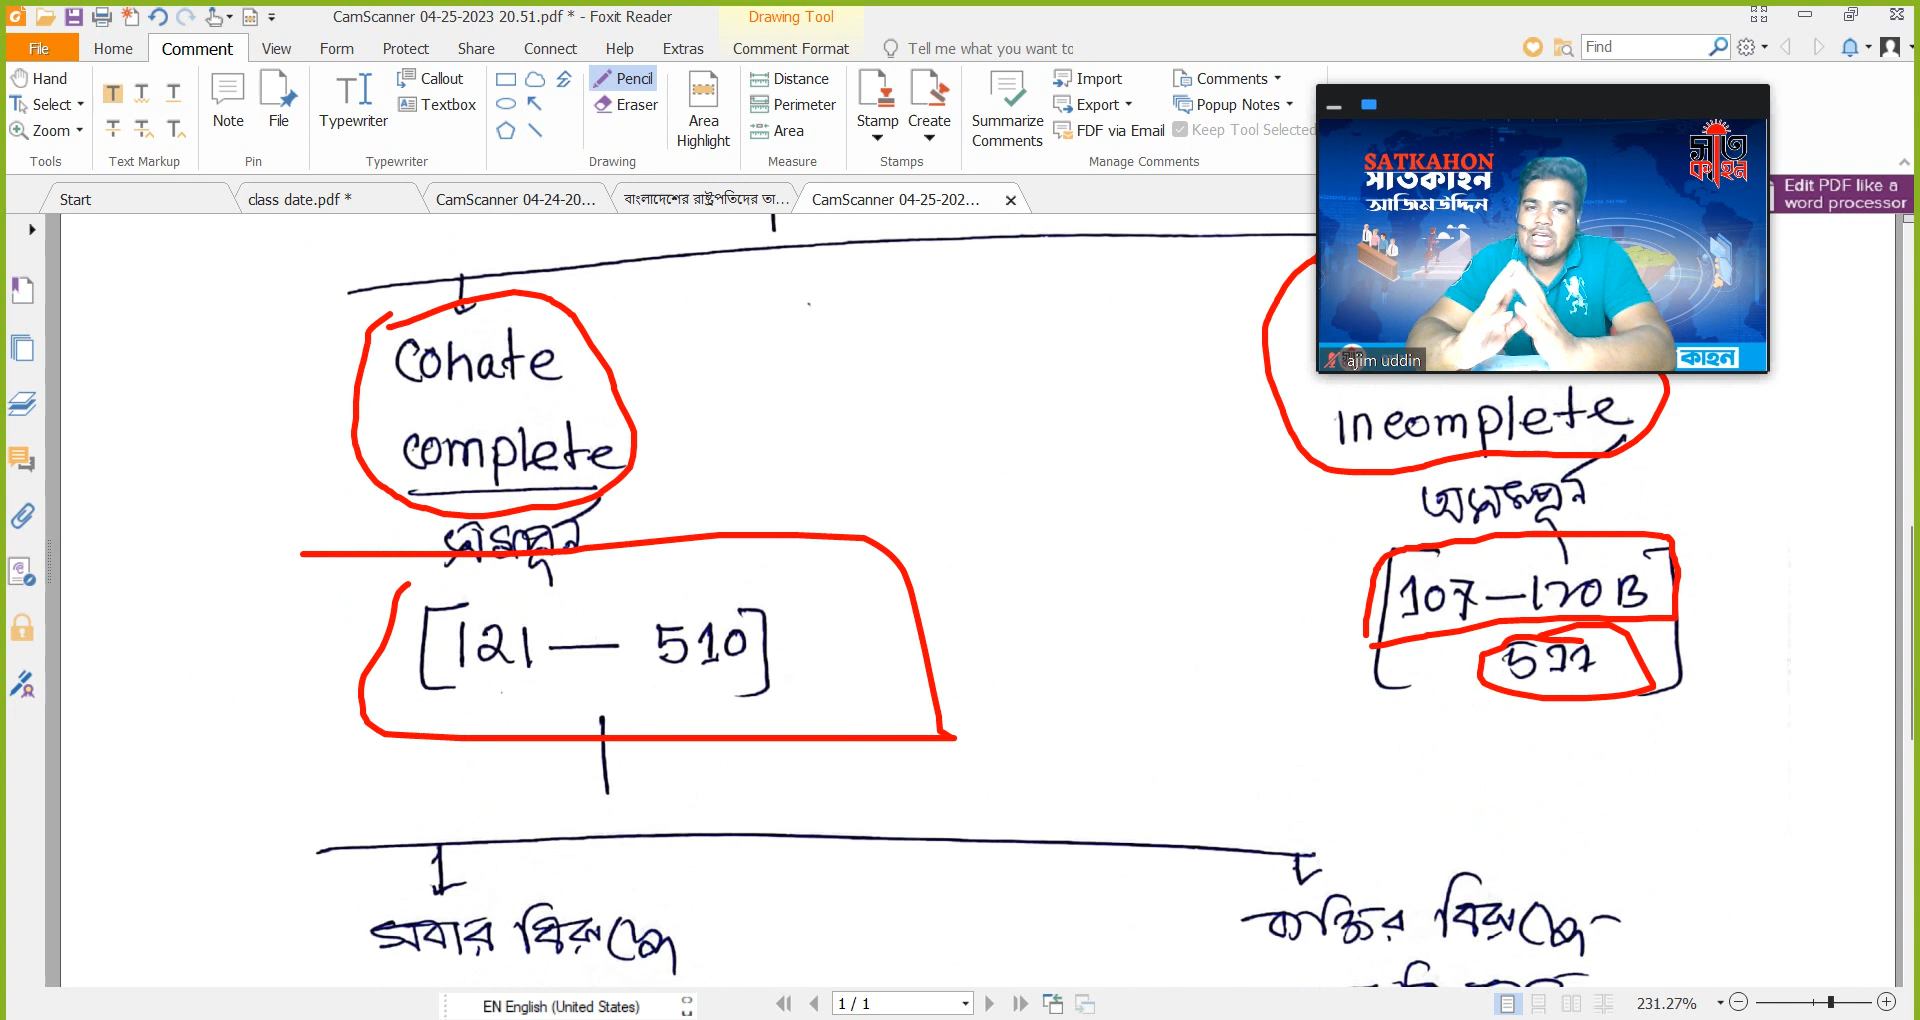 CamScanner 04-25-2023 20.51.pdf * - Foxit Reader
Drawing Tool
File Home Comment View Form Protect Share Connect Help Extras Comment Format Tell me what you want to
Find
Hand
Select
Zoom
Tools
Text Markup
Note
File
Pin
Typewriter
Callout
Textbox
Typewriter
Pencil
Eraser
Area Highlight
Drawing
Distance
Perimeter
Area
Measure
Stamp
Create
Stamps
Summarize Comments
Import
Export
FDF via Email
Comments
Popup Notes
Keep Tool Selected
Manage Comments
Edit PDF like a
word processor
Start
class date.pdf *
CamScanner 04-24-20...
বাংলাদেশের রাষ্ট্রপতিদের তা...
CamScanner 04-25-202...
SATKAHON
সাতকাহন
আজিমউদ্দিন
সাত
কাহন
ajim uddin
কাহন
cohate
complete
[121 — 510]
incomplete
107 — 120 B
511
সবার বিরুদ্ধে
ব্যক্তির বিরুদ্ধে
EN English (United States)
1 / 1
231.27%